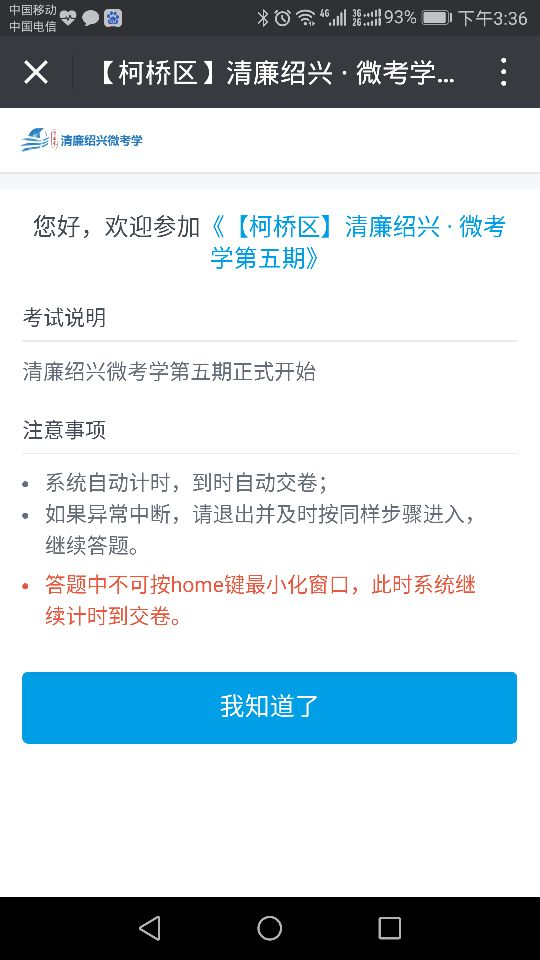 中国移动
中国电信
4G
3G
2G
93%
下午3:36
【柯桥区】清廉绍兴·微考学...
清廉绍兴微考学
您好，欢迎参加《【柯桥区】清廉绍兴·微考
学第五期》
考试说明
清廉绍兴微考学第五期正式开始
注意事项
系统自动计时，到时自动交卷；
如果异常中断，请退出并及时按同样步骤进入，
继续答题。
答题中不可按home键最小化窗口，此时系统继
续计时到交卷。
我知道了